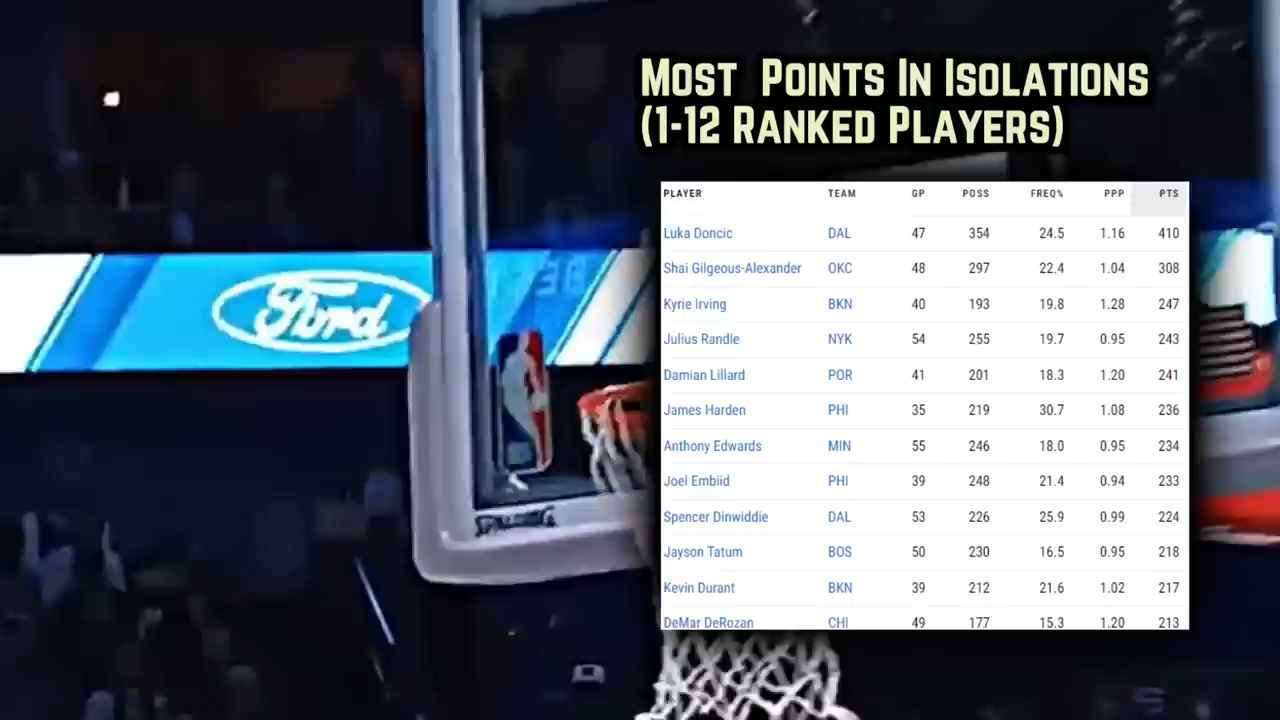 Most Points In Isolations
(1-12 Ranked Players)
PLAYER TEAM GP POSS FREQ% PPP PTS
Luka Doncic DAL 47 354 24.5 1.16 410
Shai Gilgeous-Alexander OKC 48 297 22.4 1.04 308
Kyrie Irving BKN 40 193 19.8 1.28 247
Julius Randle NYK 54 255 19.7 0.95 243
Damian Lillard POR 41 201 18.3 1.20 241
James Harden PHI 35 219 30.7 1.08 236
Anthony Edwards MIN 55 246 18.0 0.95 234
Joel Embiid PHI 39 248 21.4 0.94 233
Spencer Dinwiddie DAL 53 226 25.9 0.99 224
Jayson Tatum BOS 50 230 16.5 0.95 218
Kevin Durant BKN 39 212 21.6 1.02 217
DeMar DeRozan CHI 49 177 15.3 1.20 213
Ford
SPALDING